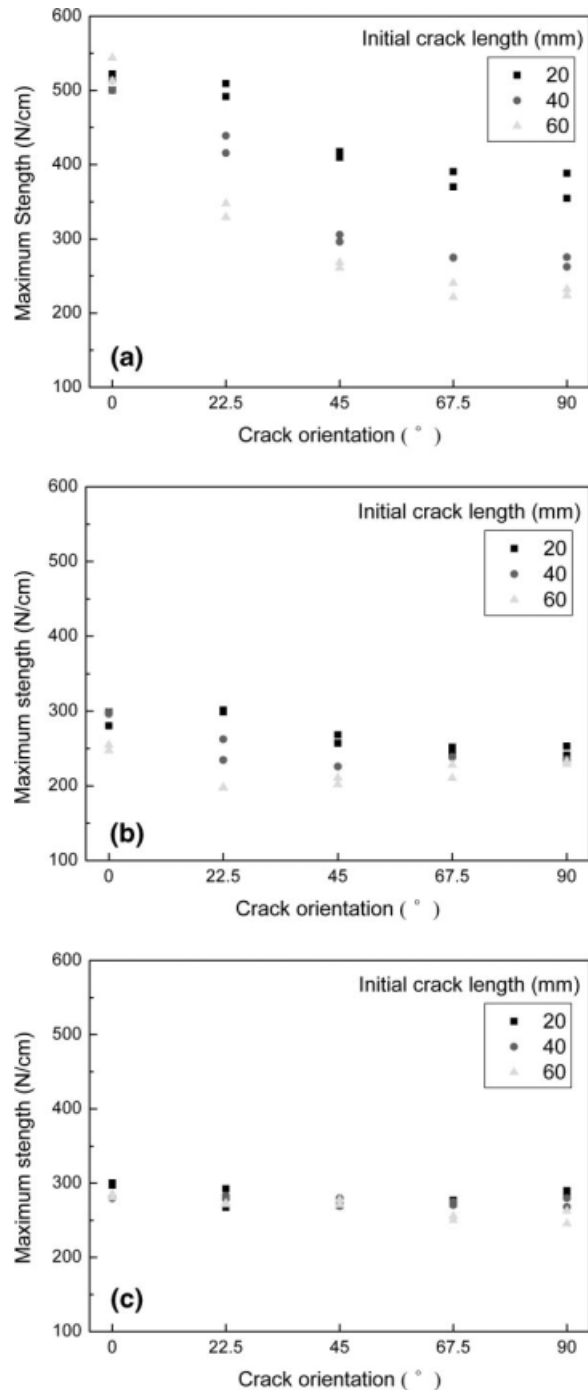 600
Initial crack length (mm)
20
40
60
500
400
300
200
100
Maximum Stength (N/cm)
(a)
0 22.5 45 67.5 90
Crack orientation ( ° )
600
Initial crack length (mm)
20
40
60
500
400
300
200
100
Maximum stength (N/cm)
(b)
0 22.5 45 67.5 90
Crack orientation ( ° )
600
Initial crack length (mm)
20
40
60
500
400
300
200
100
Maximum stength (N/cm)
(c)
0 22.5 45 67.5 90
Crack orientation ( ° )